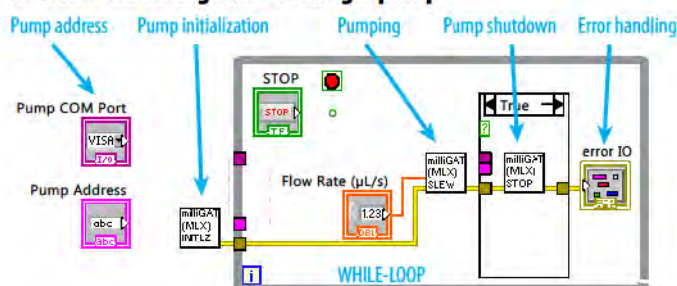 Pump address Pump initialization Pumping Pump shutdown Error handling
STOP
True
STOP
TF
Pump COM Port
VISA
I/O
?
error IO
Flow Rate (µL/s)
milliGAT
(MLX)
SLEW
milliGAT
(MLX)
STOP
Pump Address
1.23
DBL
abc
abc
milliGAT
(MLX)
INITLZ
i
WHILE-LOOP